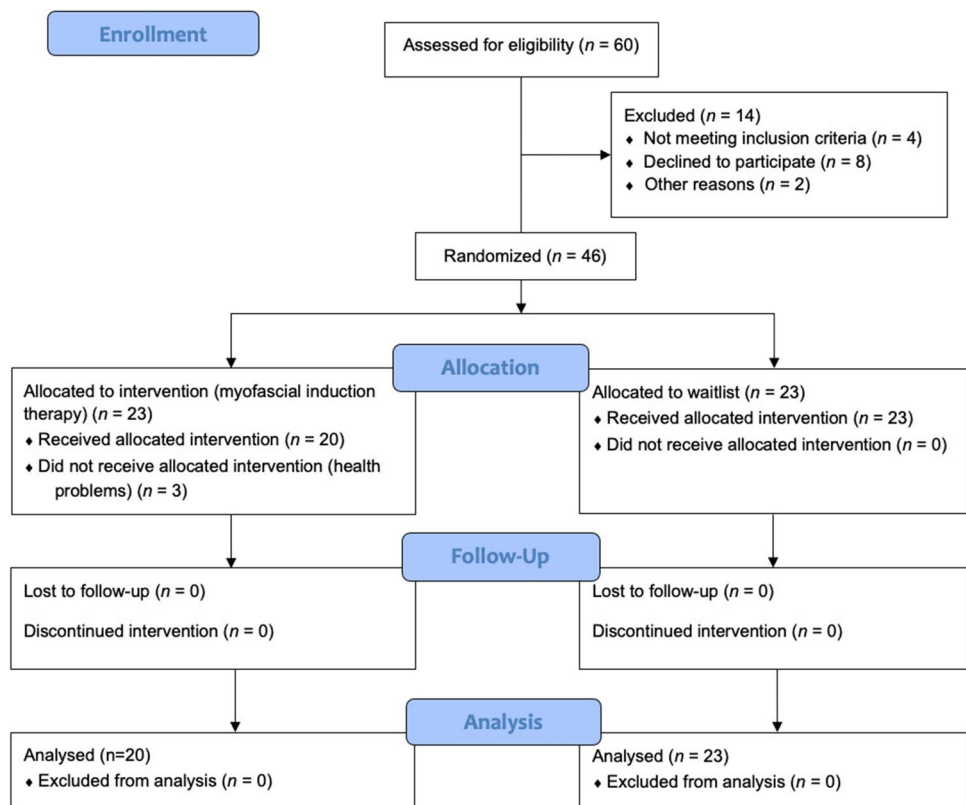 Enrollment
Assessed for eligibility (n = 60)
Excluded (n = 14)
♦ Not meeting inclusion criteria (n = 4)
♦ Declined to participate (n = 8)
♦ Other reasons (n = 2)
Randomized (n = 46)
Allocation
Allocated to intervention (myofascial induction
therapy) (n = 23)
♦ Received allocated intervention (n = 20)
♦ Did not receive allocated intervention (health
problems) (n = 3)
Allocated to waitlist (n = 23)
♦ Received allocated intervention (n = 23)
♦ Did not receive allocated intervention (n = 0)
Follow-Up
Lost to follow-up (n = 0)
Discontinued intervention (n = 0)
Lost to follow-up (n = 0)
Discontinued intervention (n = 0)
Analysis
Analysed (n=20)
♦ Excluded from analysis (n = 0)
Analysed (n = 23)
♦ Excluded from analysis (n = 0)